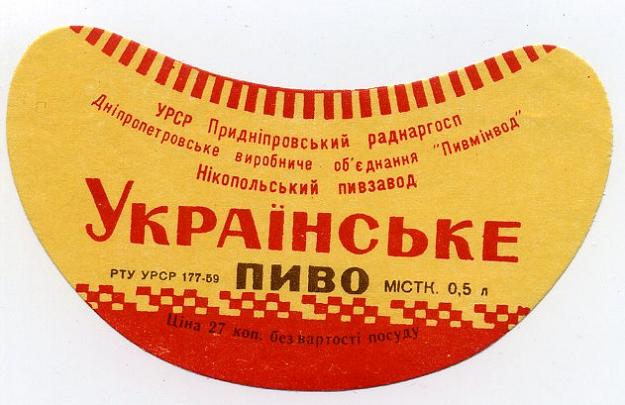 УРСР Придніпровський раднаргосп
Дніпропетровське виробниче об'єднання "Пивмінвод"
Нікопольський пивзавод
УКРАЇНСЬКЕ
РТУ УРСР 177-59 ПИВО МІСТК. 0,5 л
Ціна 27 коп. без вартості посуду